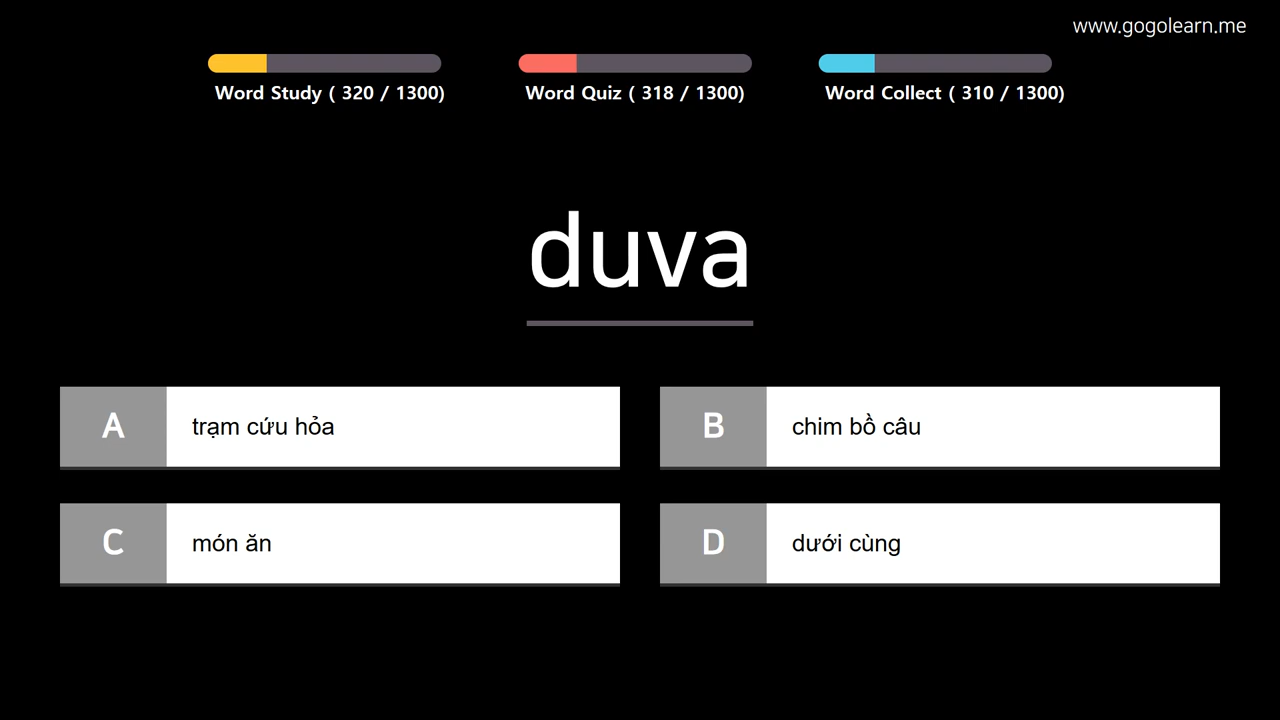 www.gogolearn.me
Word Study ( 320 / 1300)
Word Quiz ( 318 / 1300)
Word Collect ( 310 / 1300)
duva
A trạm cứu hỏa
B chim bồ câu
C món ăn
D dưới cùng